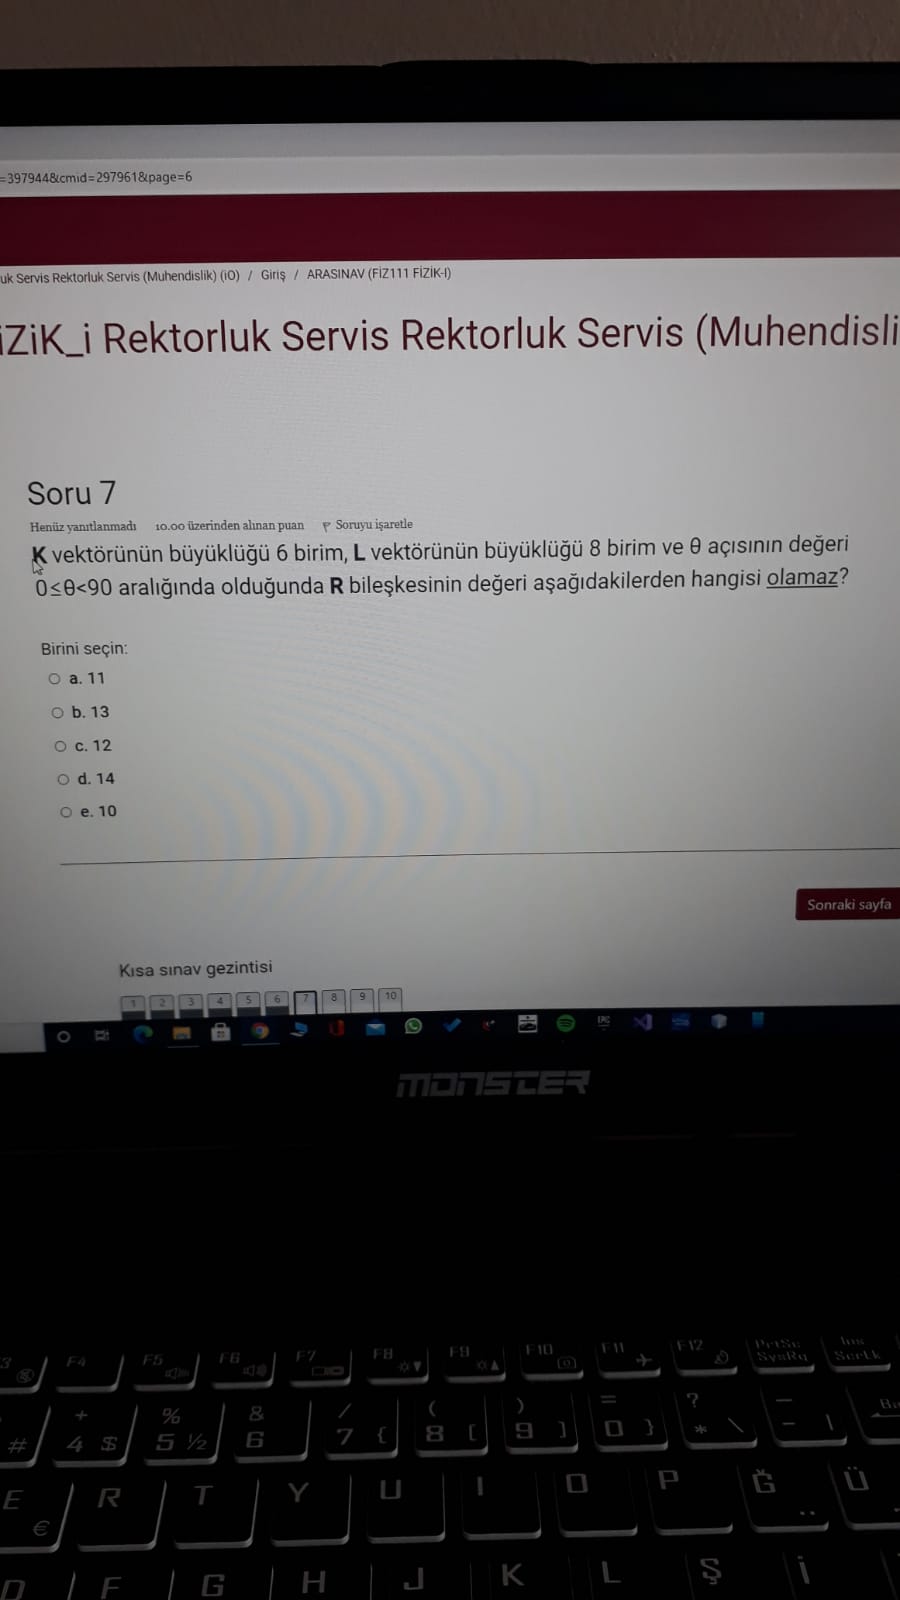 =397944&cmid=297961&page=6
uk Servis Rektorluk Servis (Muhendislik) (iO) / Giriş / ARASINAV (FİZ111 FİZİK-I)
iZiK_i Rektorluk Servis Rektorluk Servis (Muhendisli
Soru 7
Henüz yanıtlanmadı 10.00 üzerinden alınan puan Soruyu işaretle
K vektörünün büyüklüğü 6 birim, L vektörünün büyüklüğü 8 birim ve θ açısının değeri
0≤θ<90 aralığında olduğunda R bileşkesinin değeri aşağıdakilerden hangisi olamaz?
Birini seçin:
a. 11
b. 13
c. 12
d. 14
e. 10
Sonraki sayfa
Kısa sınav gezintisi
1 2 3 4 5 6 7 8 9 10
EPIC
MONSTER
F4 F5 F6 F7 F8 F9 F10 F11 F12 PrtSc Ins
SysRq ScrLk
+ % & / ( ) = ? _
# 4 $ 5 ½ 6 7 { 8 [ 9 ] 0 } * \ - |
E € R T Y U I O P Ğ Ü
D F G H J K L Ş İ